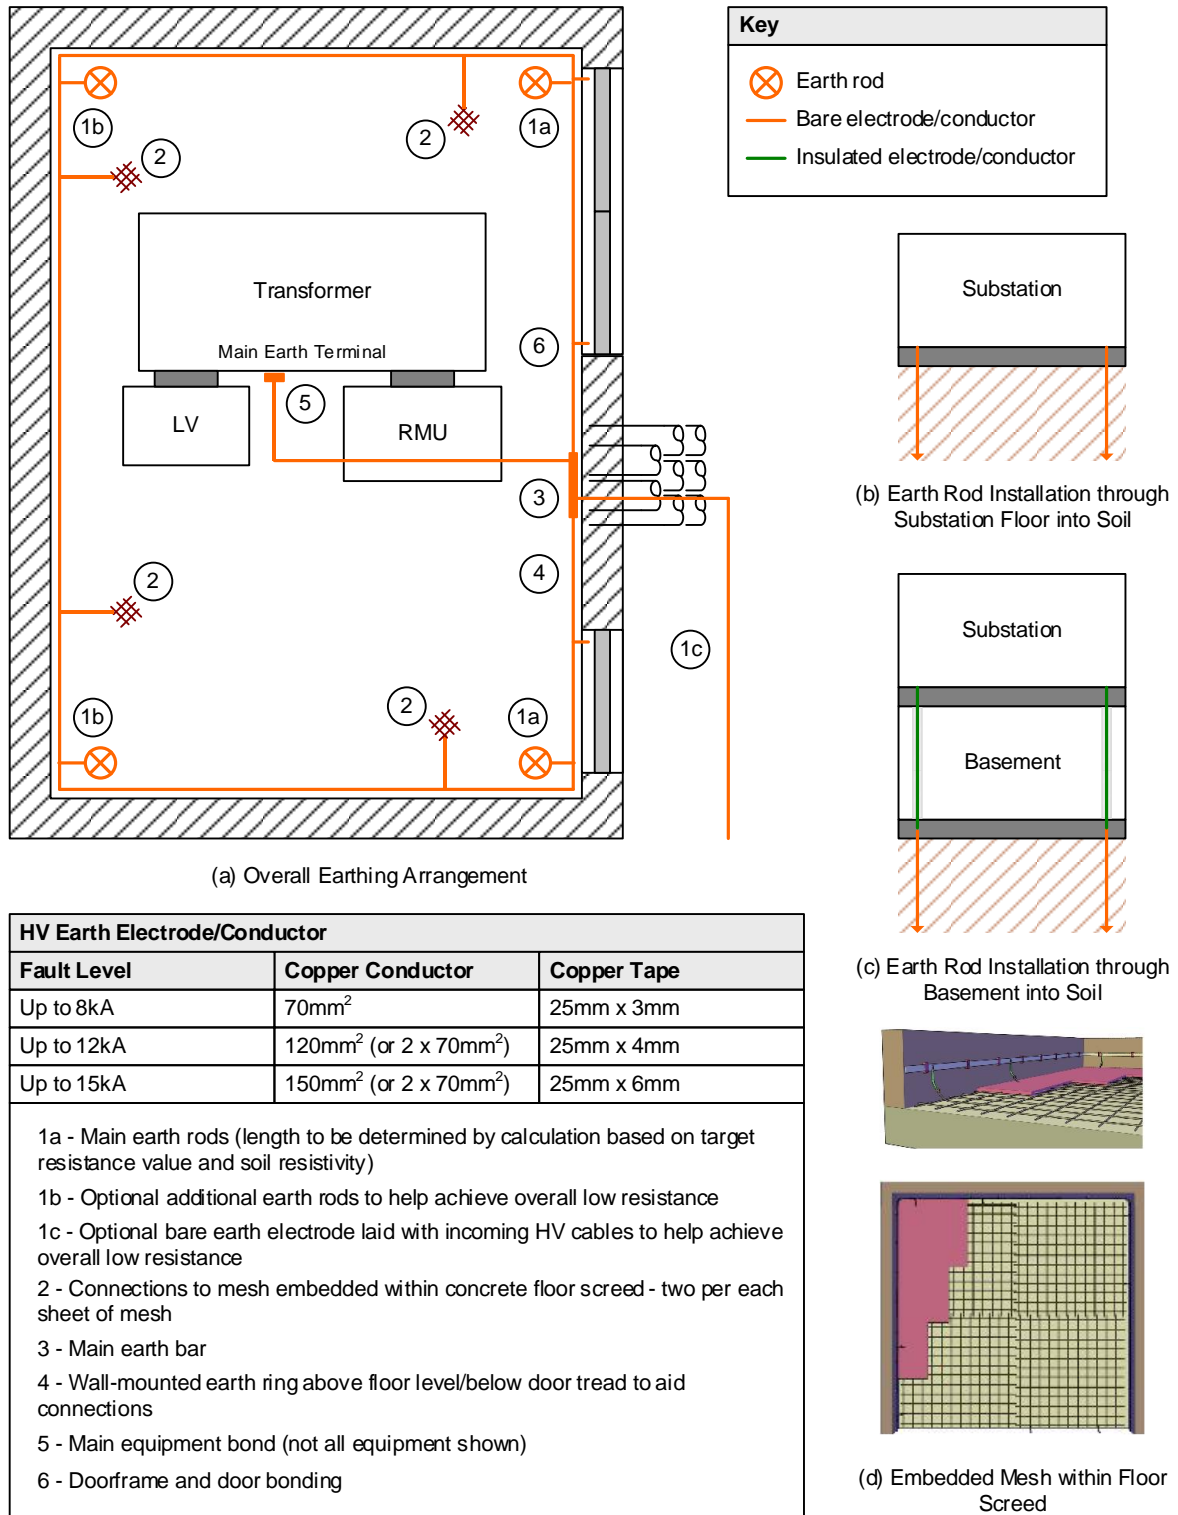 Key
Earth rod
Bare electrode/conductor
Insulated electrode/conductor
1b
2
2
1a
Transformer
Main Earth Terminal
6
5
LV
RMU
3
4
2
1c
1b
2
1a
(a) Overall Earthing Arrangement
Substation
(b) Earth Rod Installation through
Substation Floor into Soil
Substation
Basement
(c) Earth Rod Installation through
Basement into Soil
(d) Embedded Mesh within Floor
Screed
HV Earth Electrode/Conductor
Fault Level Copper Conductor Copper Tape
Up to 8kA 70mm² 25mm x 3mm
Up to 12kA 120mm² (or 2 x 70mm²) 25mm x 4mm
Up to 15kA 150mm² (or 2 x 70mm²) 25mm x 6mm
1a - Main earth rods (length to be determined by calculation based on target
resistance value and soil resistivity)
1b - Optional additional earth rods to help achieve overall low resistance
1c - Optional bare earth electrode laid with incoming HV cables to help achieve
overall low resistance
2 - Connections to mesh embedded within concrete floor screed - two per each
sheet of mesh
3 - Main earth bar
4 - Wall-mounted earth ring above floor level/below door tread to aid
connections
5 - Main equipment bond (not all equipment shown)
6 - Doorframe and door bonding